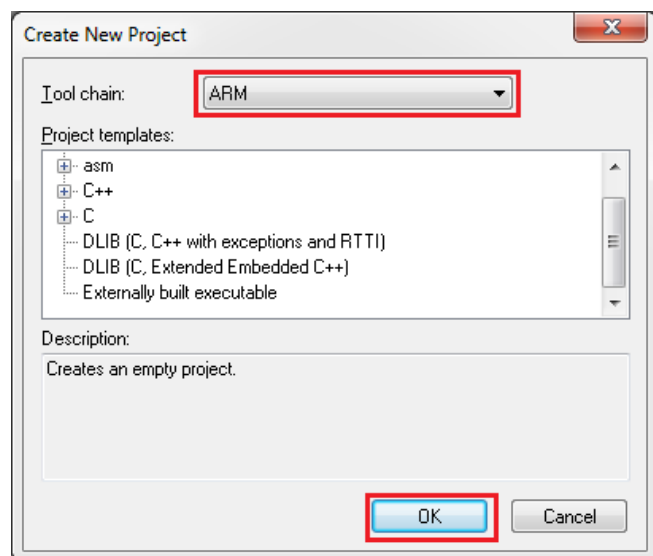 Create New Project
Tool chain:
ARM
Project templates:
asm
C++
C
DLIB (C, C++ with exceptions and RTTI)
DLIB (C, Extended Embedded C++)
Externally built executable
Description:
Creates an empty project.
OK
Cancel